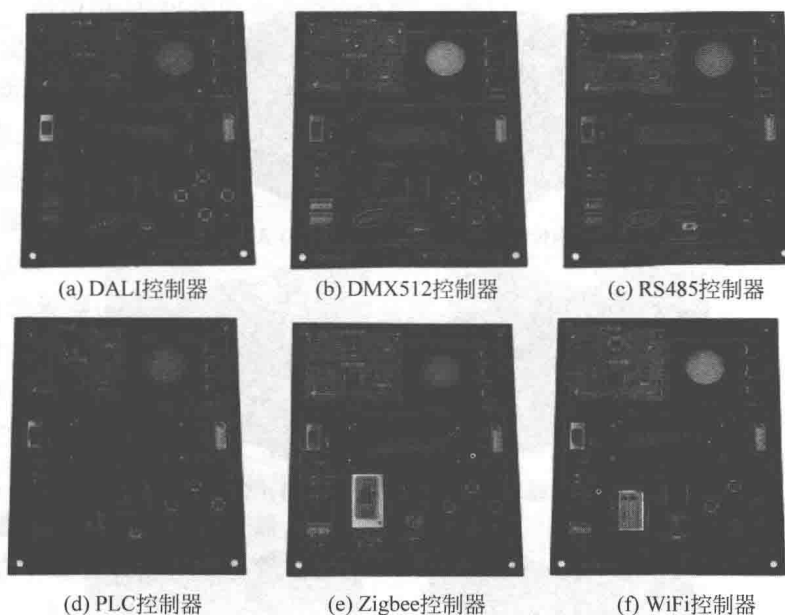 (a) DALI控制器
(b) DMX512控制器
(c) RS485控制器
(d) PLC控制器
(e) Zigbee控制器
(f) WiFi控制器